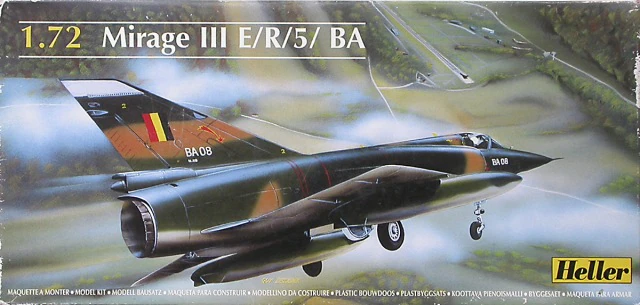 1.72 Mirage III E/R/5/ BA
BA 08
BA 08
Heller
MAQUETTE A MONTER • MODEL KIT • MODELL BAUSATZ • MAQUETA PARA CONSTRUIR • MODELLINO DA COSTRUIRE • PLASTIC BOUWDOOS • PLASTBYGGSATS • KOOTTAVA PIENOISMALLI • BYGGESAET • MAQUETA PARA ARMAR